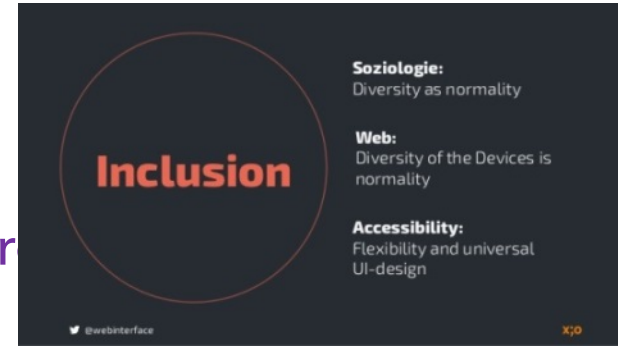 Inclusion
Soziologie:
Diversity as normality
Web:
Diversity of the Devices is
normality
Accessibility:
Flexibility and universal
UI-design
@webinterface
x;o